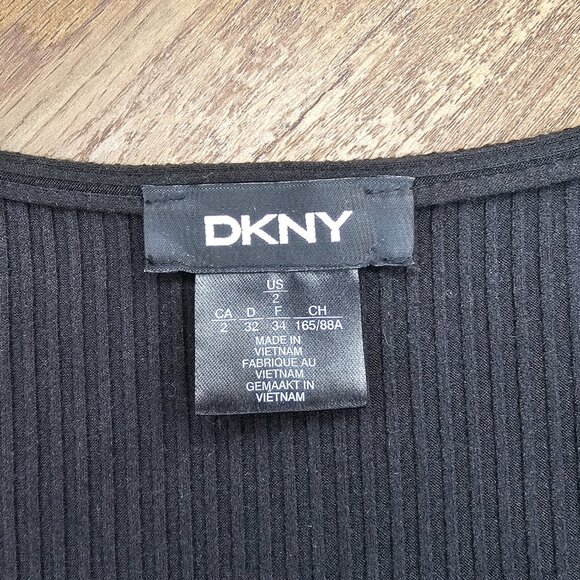 DKNY
US
2
CA D F CH
2 32 34 165/88A
MADE IN
VIETNAM
FABRIQUE AU
VIETNAM
GEMAAKT IN
VIETNAM